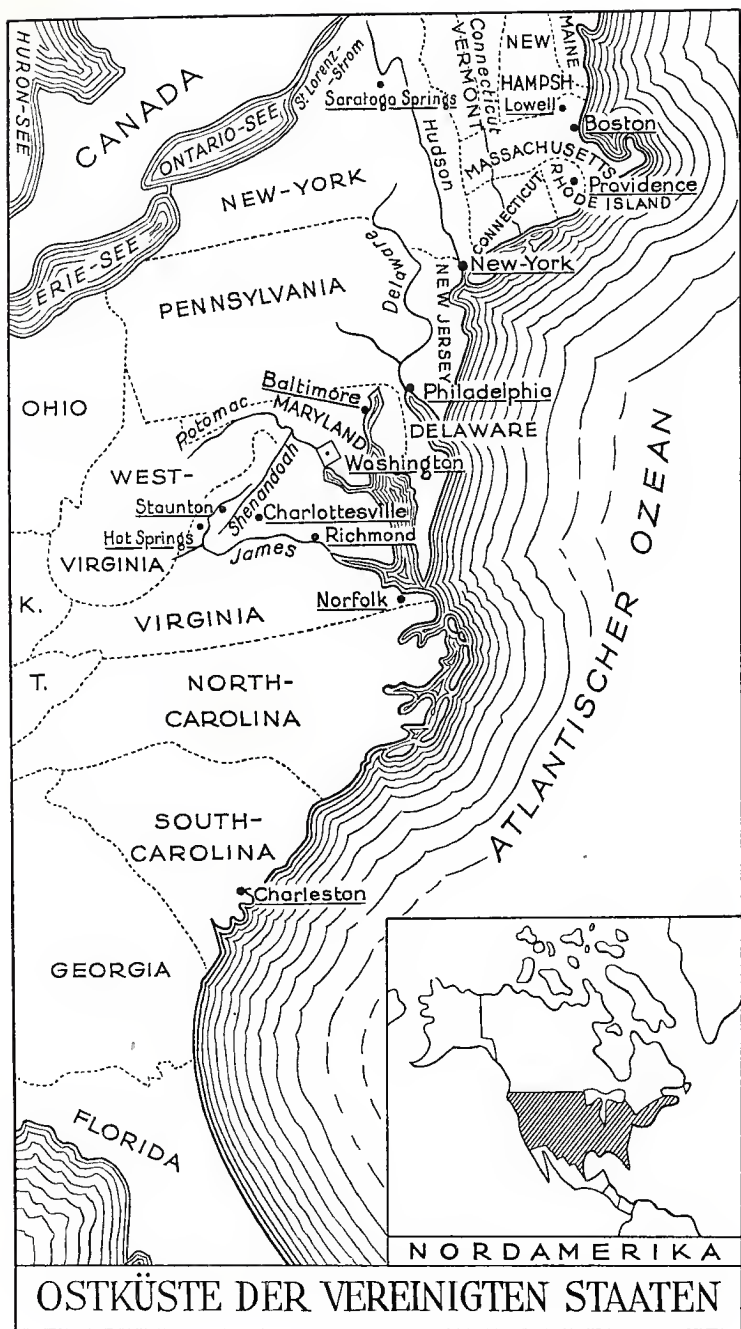 HURON-SEE
CANADA
ONTARIO-SEE
St. Lorenz-
Strom
ERIE-SEE
Saratoga Springs
Hudson
Connecticut
VERMONT
NEW
HAMPSH
MAINE
Lowell
Boston
MASSACHUSETTS
RHODE
ISLAND
Providence
CONNECTICUT
NEW-YORK
New-York
Delaware
PENNSYLVANIA
NEW JERSEY
Philadelphia
OHIO
Baltimore
Potomac
MARYLAND
DELAWARE
Washington
WEST-
VIRGINIA
Shenandoah
Staunton
Charlottesville
Hot Springs
James
Richmond
K.
VIRGINIA
Norfolk
T.
NORTH-
CAROLINA
ATLANTISCHER OZEAN
SOUTH-
CAROLINA
Charleston
GEORGIA
FLORIDA
NORDAMERIKA
OSTKÜSTE DER VEREINIGTEN STAATEN